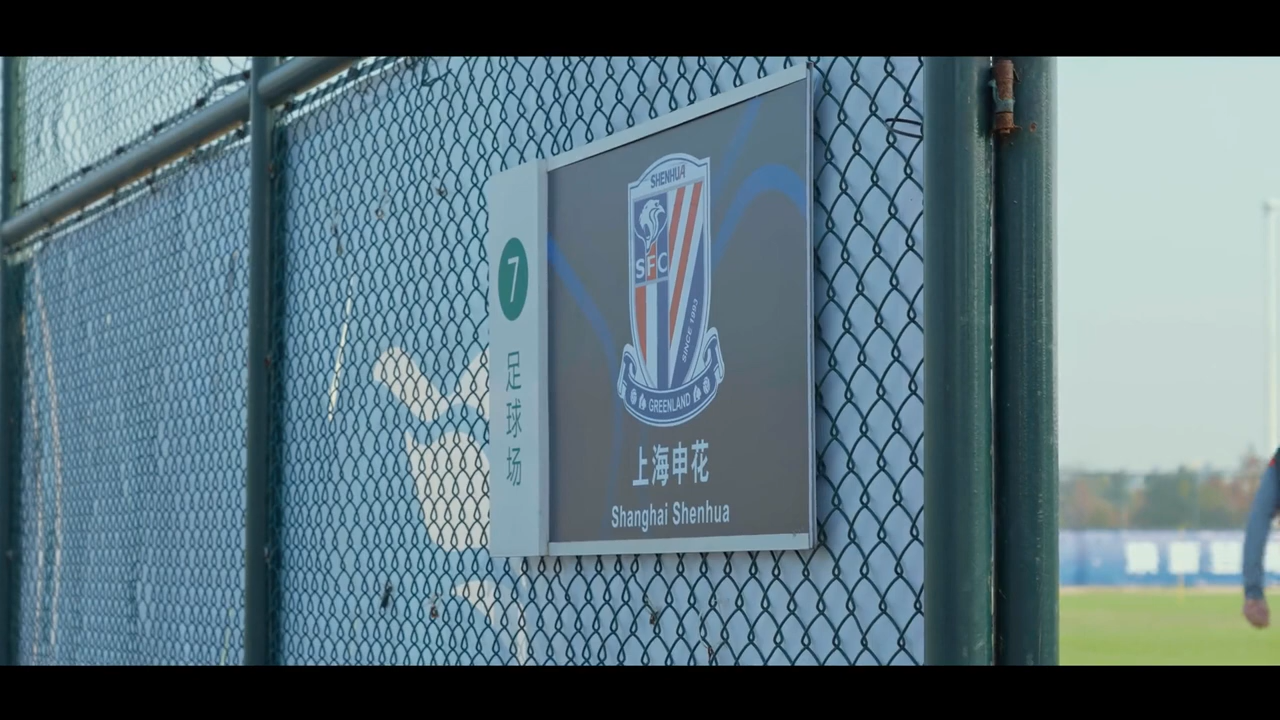 7
足球场
SHENHUA
SFC
SINCE 1993
GREENLAND
上海申花
Shanghai Shenhua